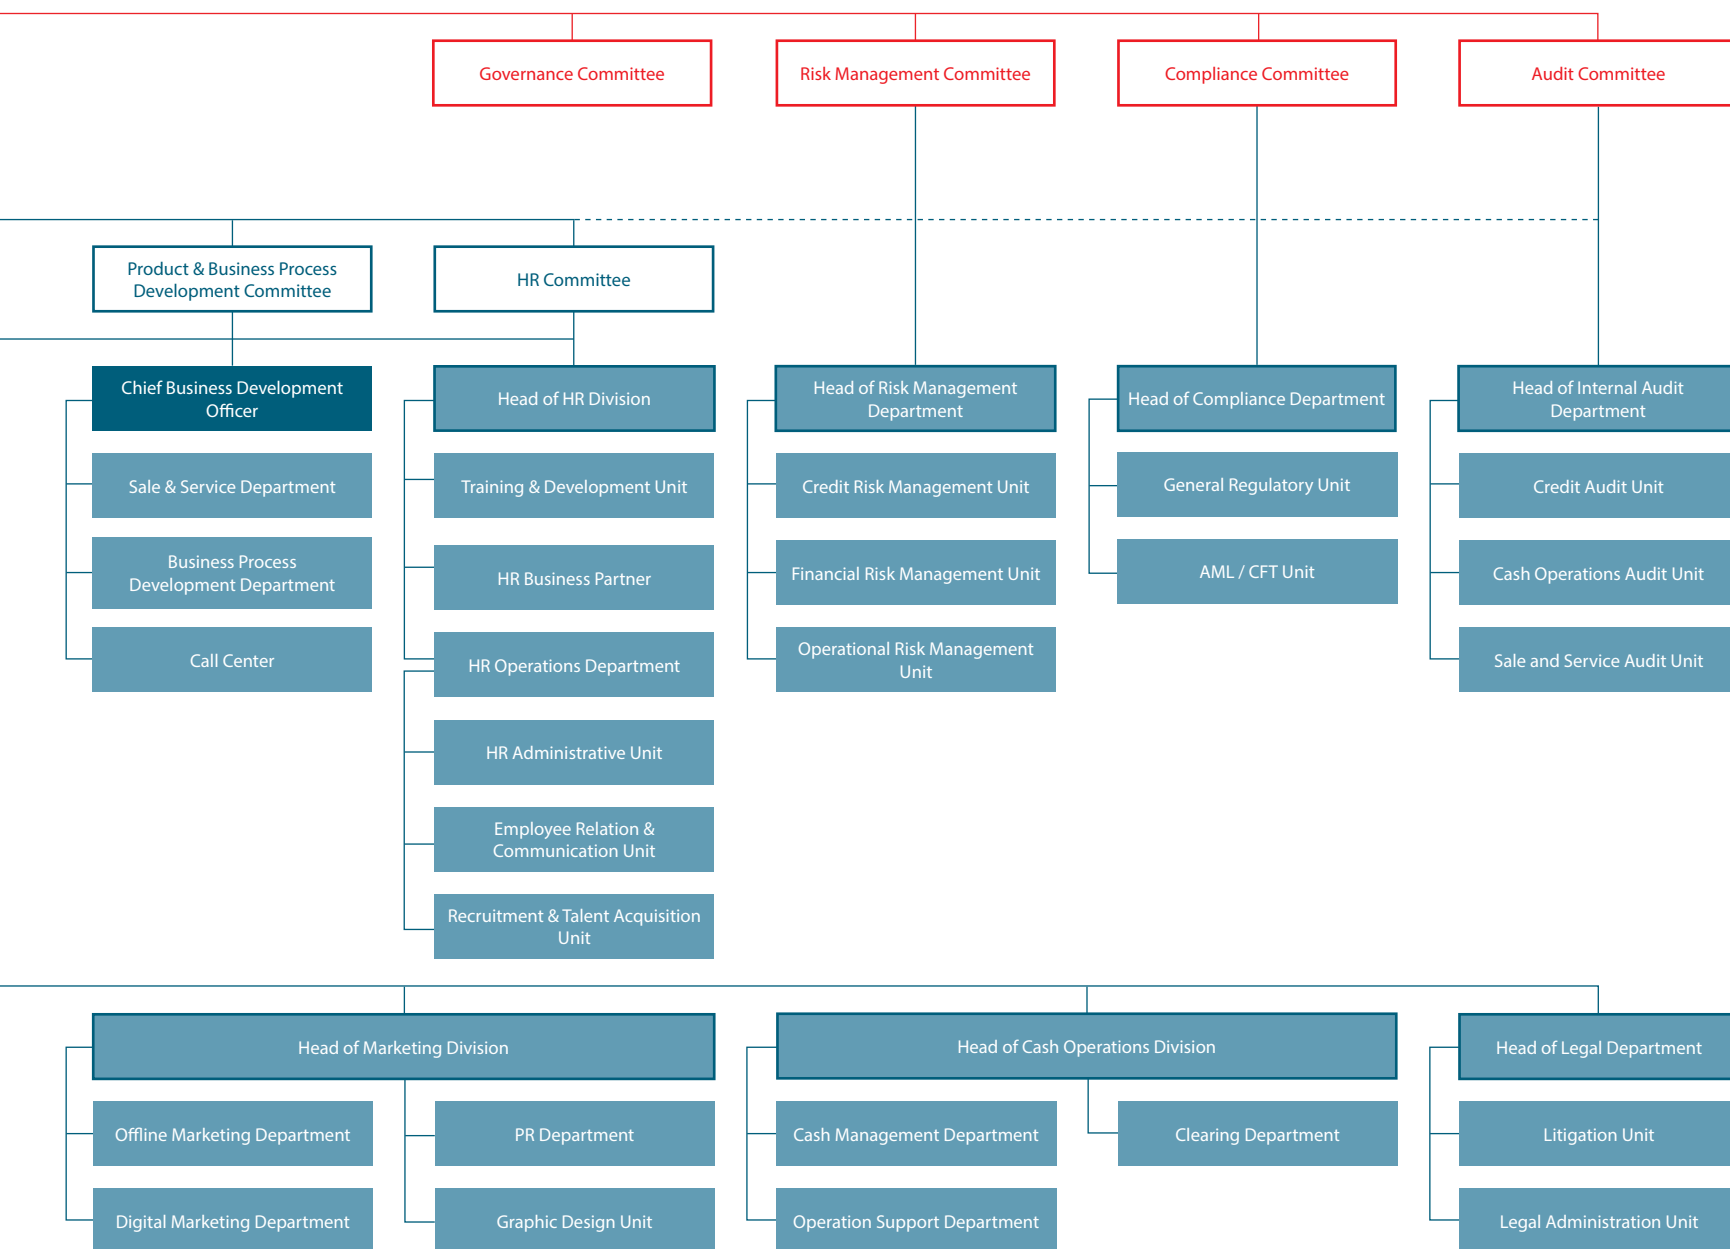 Governance Committee
Risk Management Committee
Compliance Committee
Audit Committee
Product & Business Process
Development Committee
HR Committee
Chief Business Development
Officer
Sale & Service Department
Business Process
Development Department
Call Center
Head of HR Division
Training & Development Unit
HR Business Partner
HR Operations Department
HR Administrative Unit
Employee Relation &
Communication Unit
Recruitment & Talent Acquisition
Unit
Head of Risk Management
Department
Credit Risk Management Unit
Financial Risk Management Unit
Operational Risk Management
Unit
Head of Compliance Department
General Regulatory Unit
AML / CFT Unit
Head of Internal Audit
Department
Credit Audit Unit
Cash Operations Audit Unit
Sale and Service Audit Unit
Head of Marketing Division
Offline Marketing Department
Digital Marketing Department
PR Department
Graphic Design Unit
Head of Cash Operations Division
Cash Management Department
Operation Support Department
Clearing Department
Head of Legal Department
Litigation Unit
Legal Administration Unit